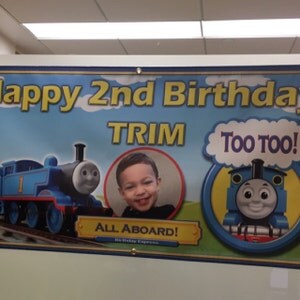 Happy 2nd Birthday
TRIM
TOO TOO!
ALL ABOARD!